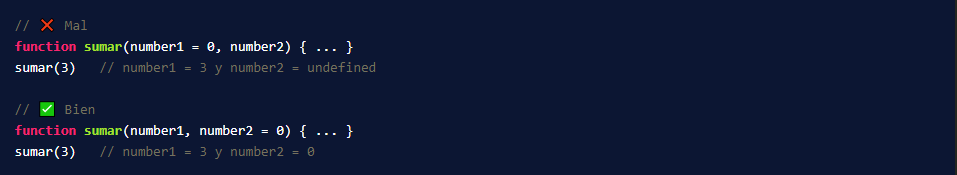 // ❌ Mal
function sumar(number1 = 0, number2) { ... }
sumar(3)   // number1 = 3 y number2 = undefined

// ✅ Bien
function sumar(number1, number2 = 0) { ... }
sumar(3)   // number1 = 3 y number2 = 0